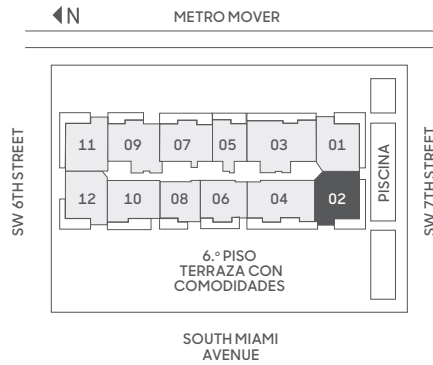 N
METRO MOVER
SW 6TH STREET
11 09 07 05 03 01
12 10 08 06 04 02
PISCINA
SW 7TH STREET
6.º PISO
TERRAZA CON
COMODIDADES
SOUTH MIAMI
AVENUE